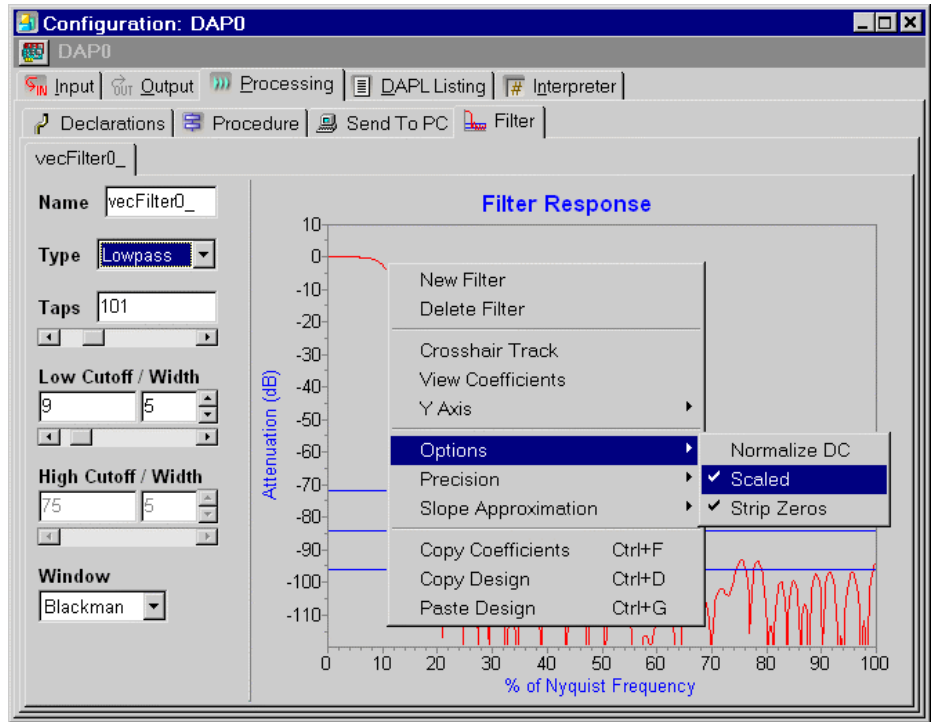 Configuration: DAP0
DAP0
IN Input OUT Output Processing DAPL Listing Interpreter
Declarations Procedure Send To PC Filter
vecFilter0_
Name vecFilter0_
Type Lowpass
Taps 101
Low Cutoff / Width
9 5
High Cutoff / Width
75 5
Window
Blackman
Filter Response
Attenuation (dB)
10
0
-10
-20
-30
-40
-50
-60
-70
-80
-90
-100
-110
0 10 20 30 40 50 60 70 80 90 100
% of Nyquist Frequency
New Filter
Delete Filter
Crosshair Track
View Coefficients
Y Axis
Options
Precision
Slope Approximation
Copy Coefficients Ctrl+F
Copy Design Ctrl+D
Paste Design Ctrl+G
Normalize DC
Scaled
Strip Zeros